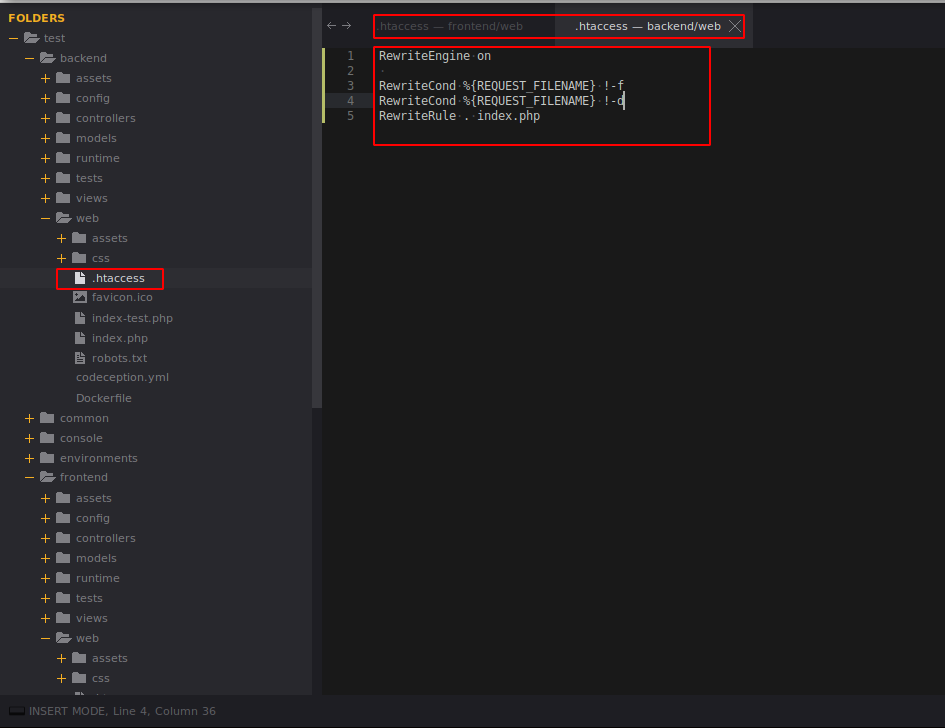 FOLDERS
test
backend
assets
config
controllers
models
runtime
tests
views
web
assets
css
.htaccess
favicon.ico
index-test.php
index.php
robots.txt
codeception.yml
Dockerfile
common
console
environments
frontend
assets
config
controllers
models
runtime
tests
views
web
assets
css
.htaccess — frontend/web
.htaccess — backend/web
1 RewriteEngine on
2
3 RewriteCond %{REQUEST_FILENAME} !-f
4 RewriteCond %{REQUEST_FILENAME} !-d
5 RewriteRule . index.php
INSERT MODE, Line 4, Column 36